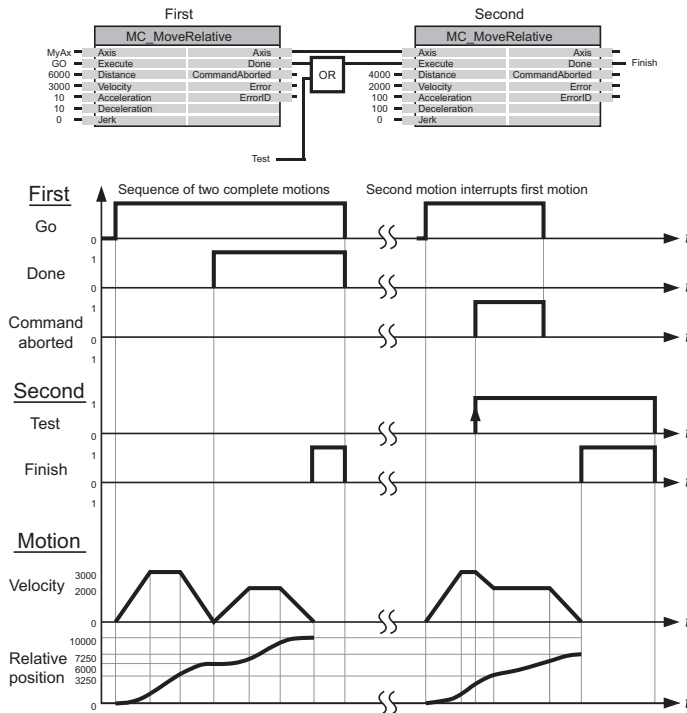 First
Second
MC_MoveRelative
MC_MoveRelative
MyAx Axis Axis
GO Execute Done
6000 Distance CommandAborted
3000 Velocity Error
10 Acceleration ErrorID
10 Deceleration
0 Jerk
OR
Axis Axis
Execute Done Finish
4000 Distance CommandAborted
2000 Velocity Error
100 Acceleration ErrorID
100 Deceleration
0 Jerk
Test
First
Sequence of two complete motions
Second motion interrupts first motion
Go
0
t
Done
1
0
t
Command
aborted
1
0
t
1
Second
Test
1
0
t
Finish
1
0
t
1
Motion
Velocity
3000
2000
0
t
Relative
position
10000
7250
6000
3250
0
t